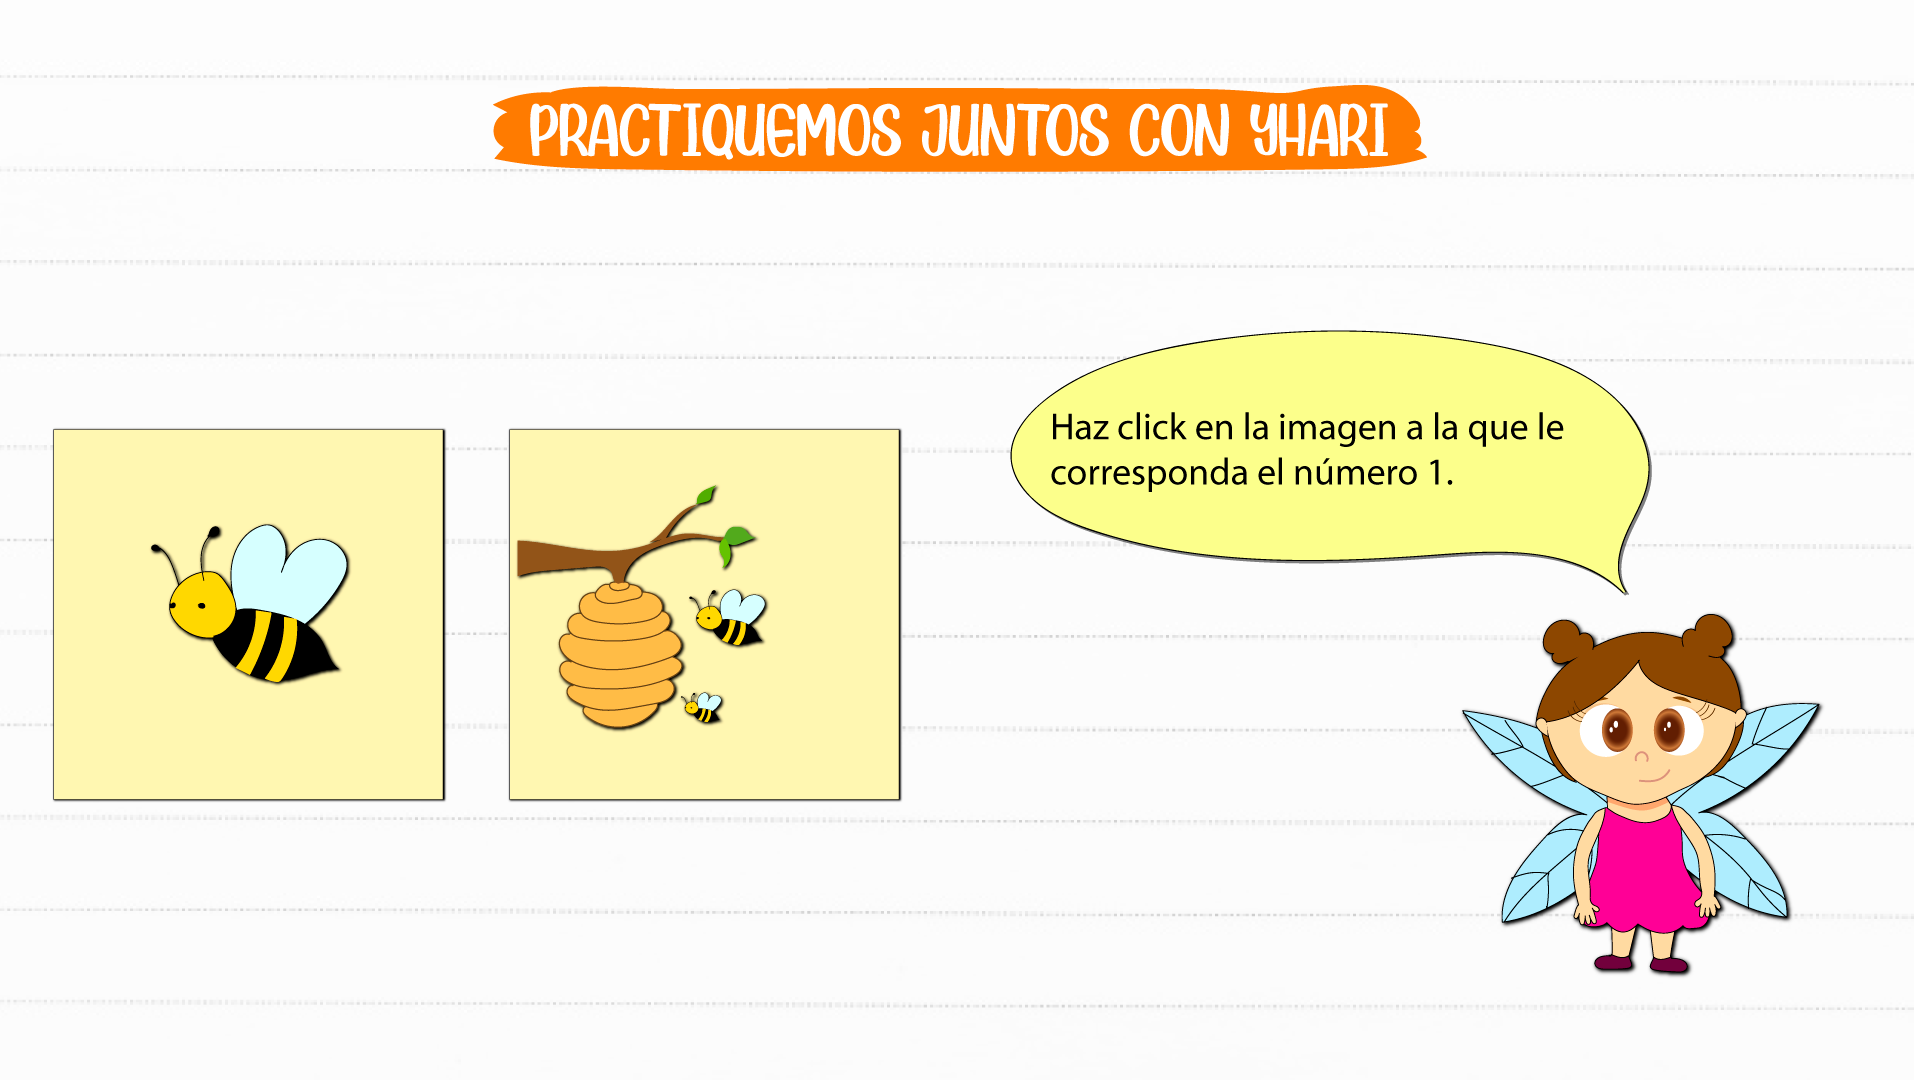 PRACTIQUEMOS JUNTOS CON YHARI
Haz click en la imagen a la que le
corresponda el número 1.